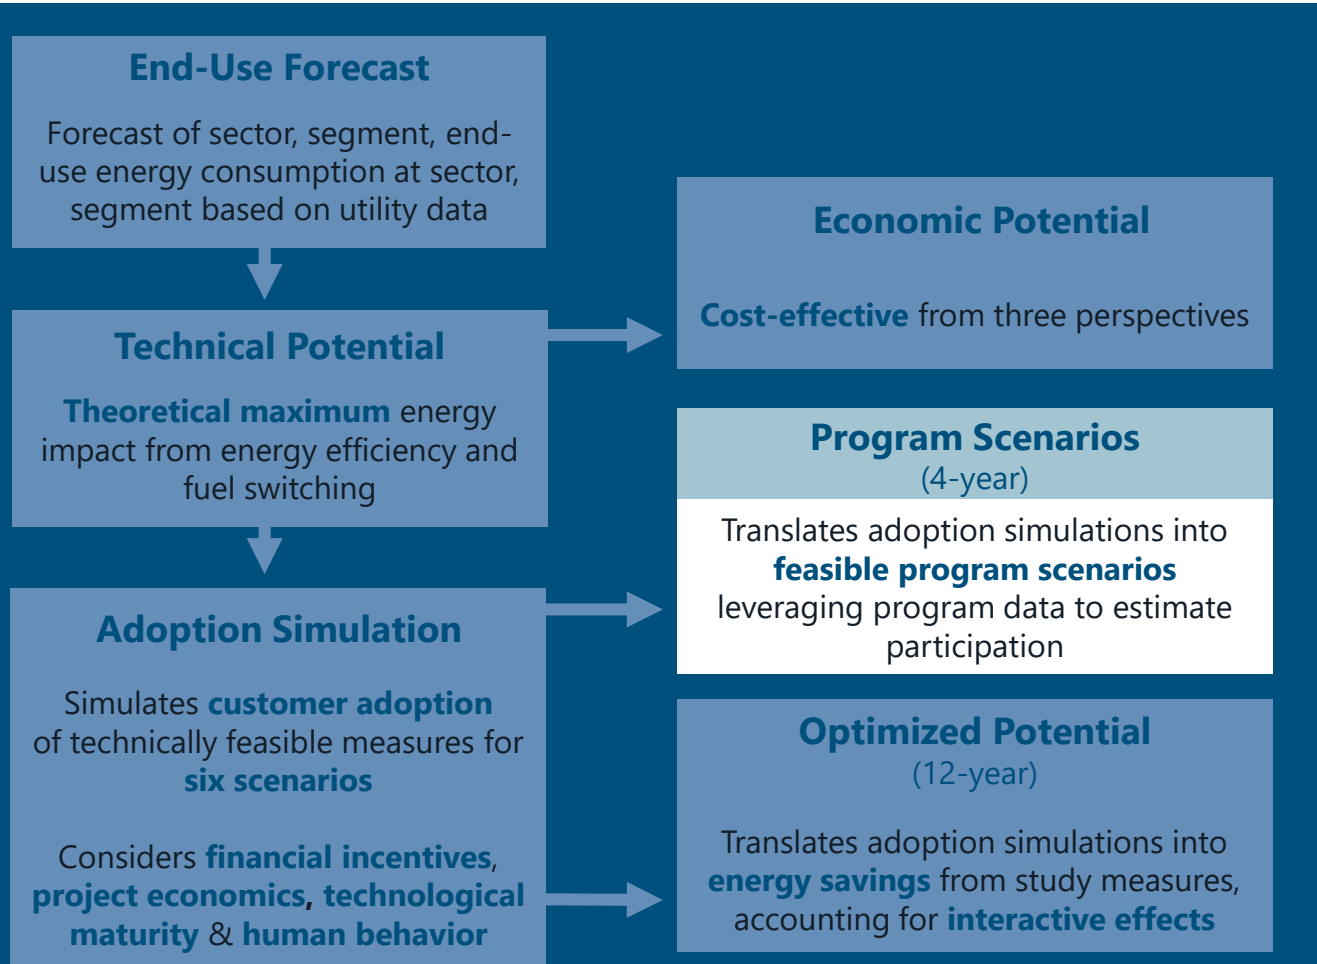 End-Use Forecast
Forecast of sector, segment, end-
use energy consumption at sector,
segment based on utility data
Technical Potential
Theoretical maximum energy
impact from energy efficiency and
fuel switching
Adoption Simulation
Simulates customer adoption
of technically feasible measures for
six scenarios
Considers financial incentives,
project economics, technological
maturity & human behavior
Economic Potential
Cost-effective from three perspectives
Program Scenarios
(4-year)
Translates adoption simulations into
feasible program scenarios
leveraging program data to estimate
participation
Optimized Potential
(12-year)
Translates adoption simulations into
energy savings from study measures,
accounting for interactive effects